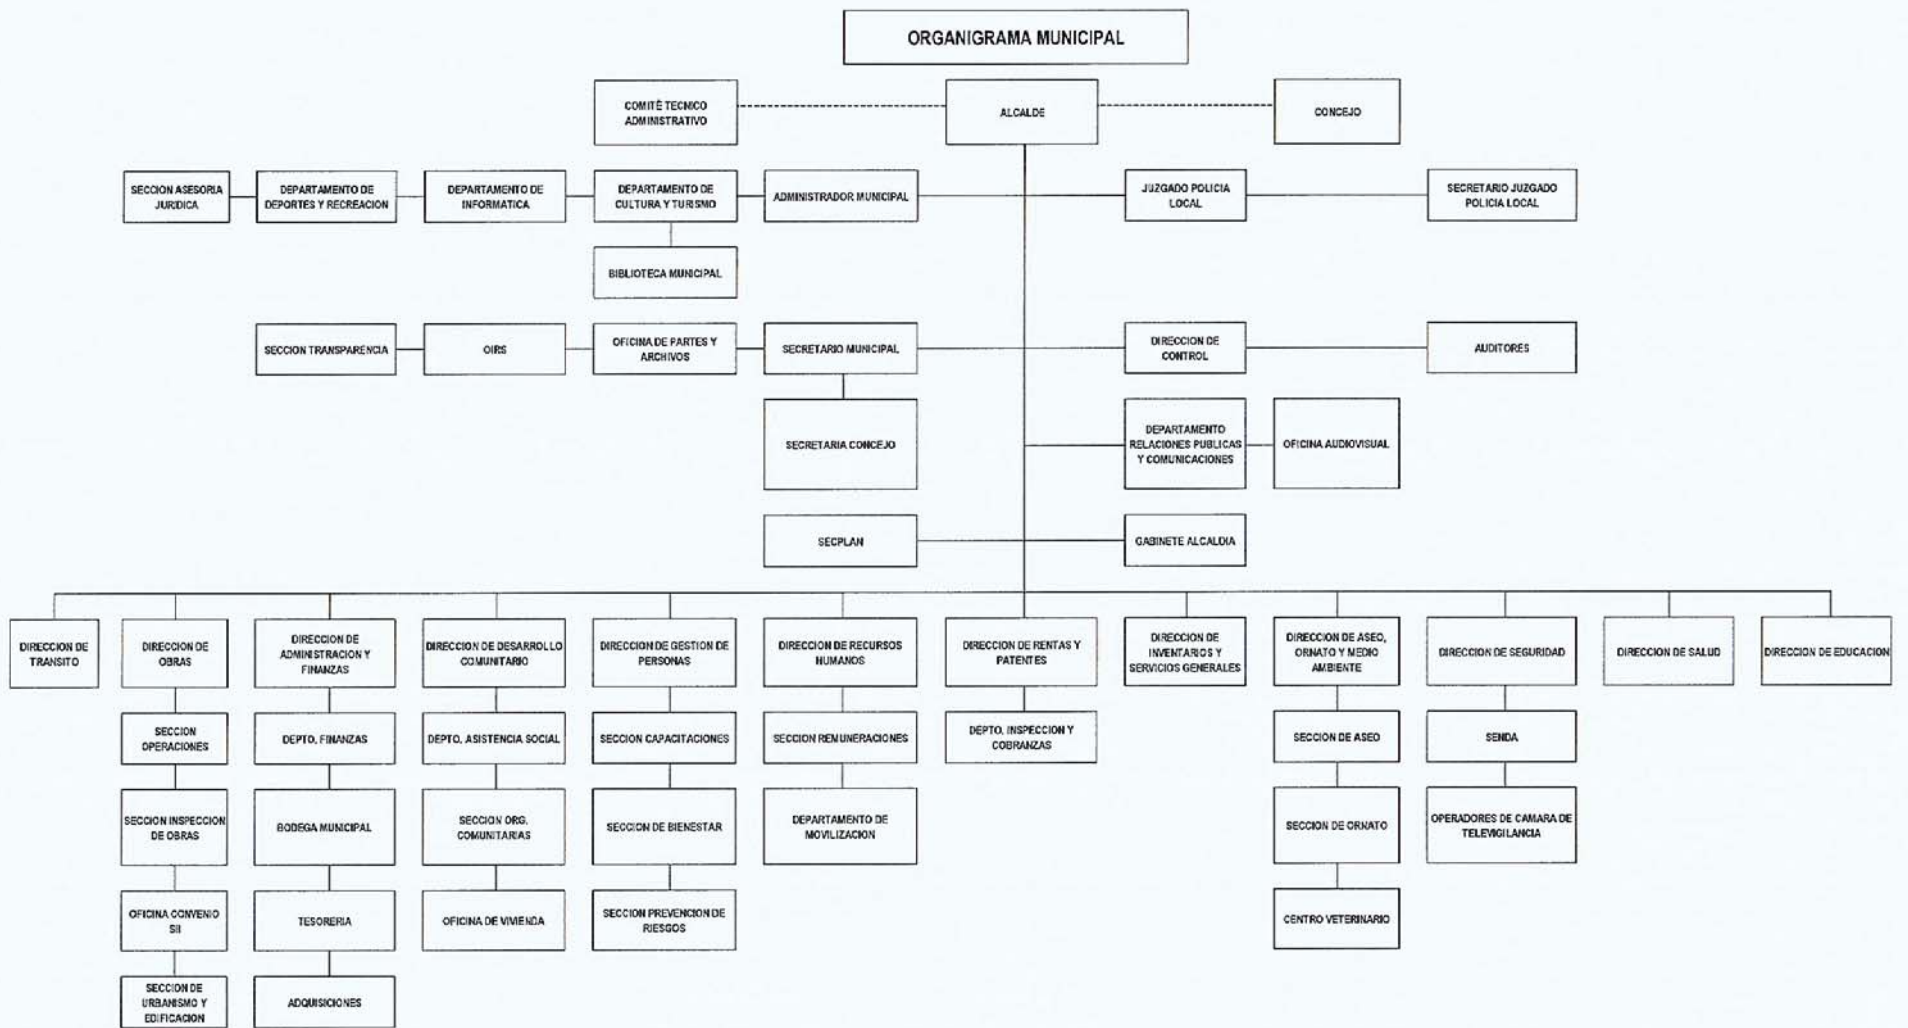 ORGANIGRAMA MUNICIPAL
COMITÉ TECNICO
ADMINISTRATIVO
ALCALDE
CONCEJO
SECCION ASESORIA
JURIDICA
DEPARTAMENTO DE
DEPORTES Y RECREACION
DEPARTAMENTO DE
INFORMATICA
DEPARTAMENTO DE
CULTURA Y TURISMO
ADMINISTRADOR MUNICIPAL
JUZGADO POLICIA
LOCAL
SECRETARIO JUZGADO
POLICIA LOCAL
BIBLIOTECA MUNICIPAL
SECCION TRANSPARENCIA
OIRS
OFICINA DE PARTES Y
ARCHIVOS
SECRETARIO MUNICIPAL
DIRECCION DE
CONTROL
AUDITORES
SECRETARIA CONCEJO
DEPARTAMENTO
RELACIONES PUBLICAS
Y COMUNICACIONES
OFICINA AUDIOVISUAL
SECPLAN
GABINETE ALCALDIA
DIRECCION DE
TRANSITO
DIRECCION DE
OBRAS
DIRECCION DE
ADMINISTRACION Y
FINANZAS
DIRECCION DE DESARROLLO
COMUNITARIO
DIRECCION DE GESTION DE
PERSONAS
DIRECCION DE RECURSOS
HUMANOS
DIRECCION DE RENTAS Y
PATENTES
DIRECCION DE
INVENTARIOS Y
SERVICIOS GENERALES
DIRECCION DE ASEO,
ORNATO Y MEDIO
AMBIENTE
DIRECCION DE SEGURIDAD
DIRECCION DE SALUD
DIRECCION DE EDUCACION
SECCION
OPERACIONES
DEPTO. FINANZAS
DEPTO. ASISTENCIA SOCIAL
SECCION CAPACITACIONES
SECCION REMUNERACIONES
DEPTO. INSPECCION Y
COBRANZAS
SECCION DE ASEO
SENDA
SECCION INSPECCION
DE OBRAS
BODEGA MUNICIPAL
SECCION ORG.
COMUNITARIAS
SECCION DE BIENESTAR
DEPARTAMENTO DE
MOVILIZACION
SECCION DE ORNATO
OPERADORES DE CAMARA DE
TELEVIGILANCIA
OFICINA CONVENIO
SII
TESORERIA
OFICINA DE VIVIENDA
SECCION PREVENCION DE
RIESGOS
CENTRO VETERINARIO
SECCION DE
URBANISMO Y
EDIFICACION
ADQUISICIONES